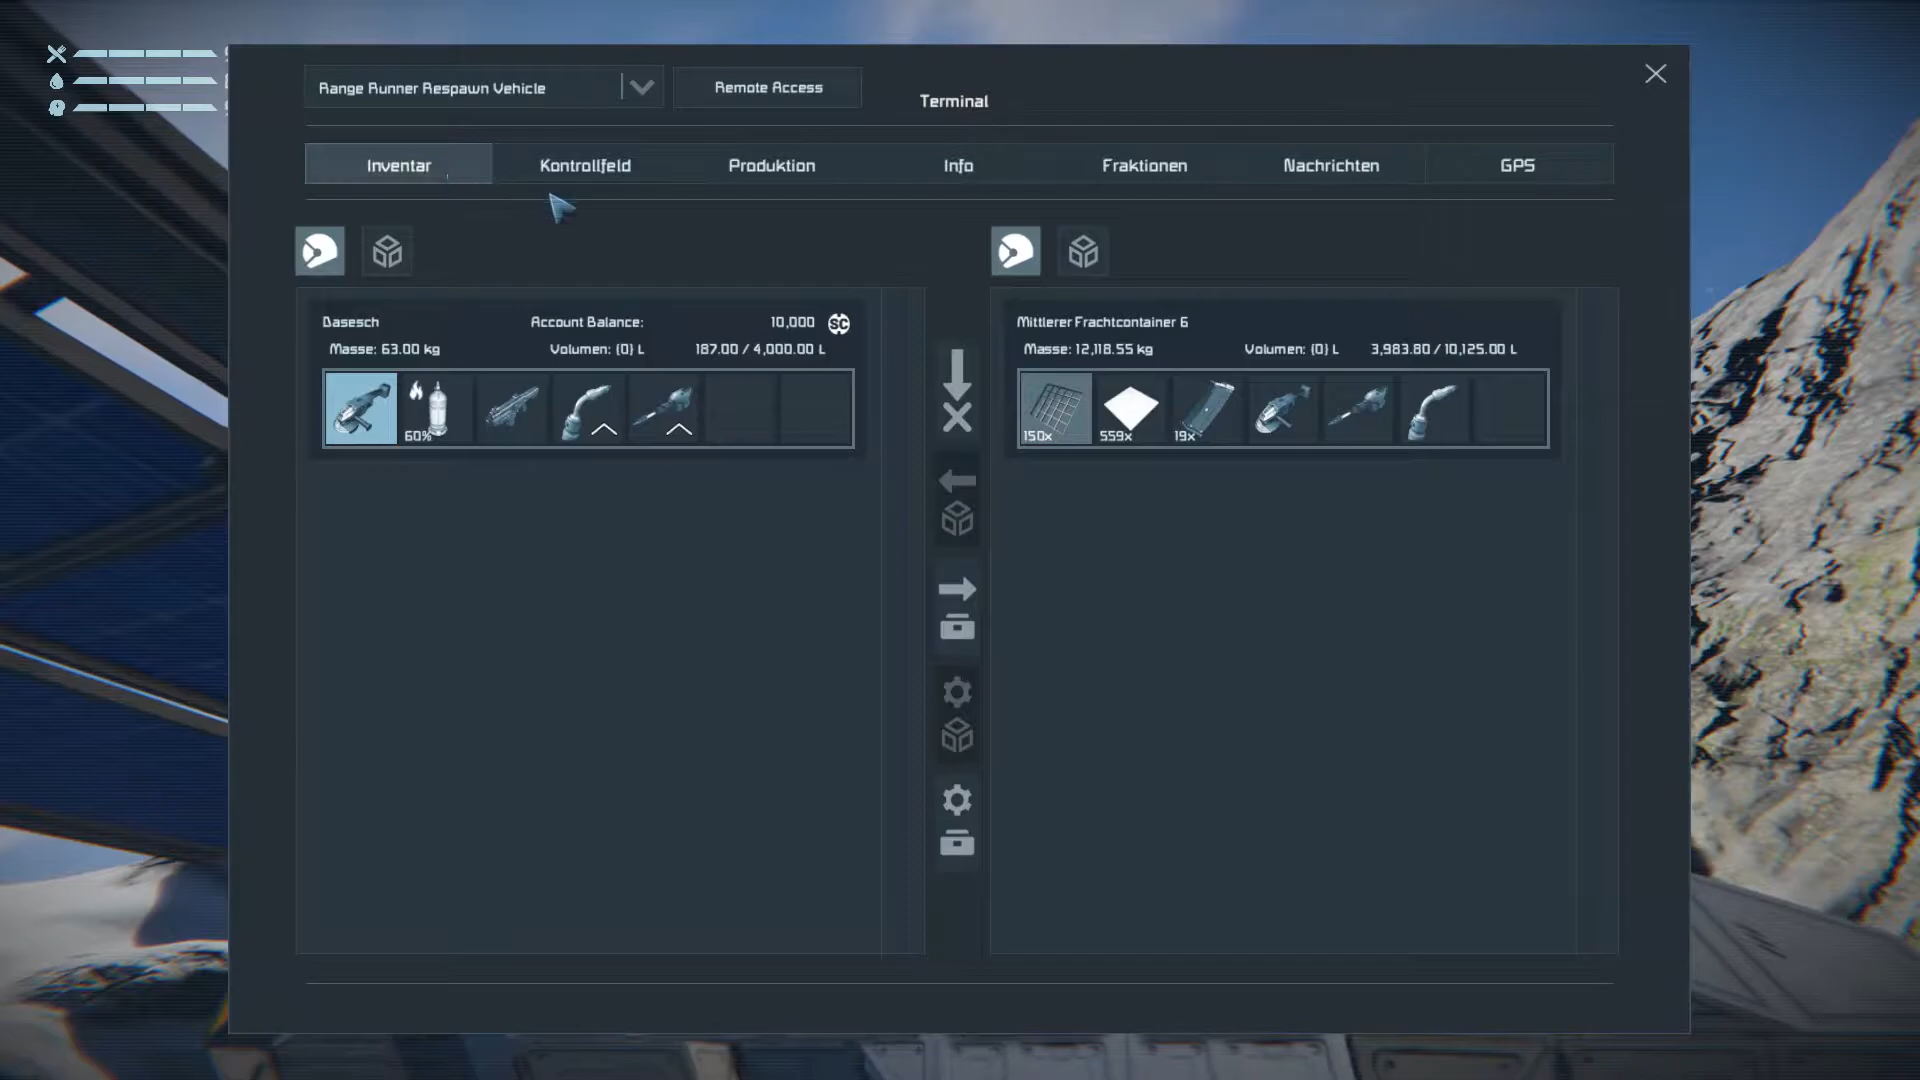 Range Runner Respawn Vehicle
Remote Access
Terminal
Inventar
Kontrollfeld
Produktion
Info
Fraktionen
Nachrichten
GPS
Dasesch
Account Balance:
10,000
SC
Masse: 63.00 kg
Volumen: (0) L
187.00 / 4,000.00 L
60%
Mittlerer Frachtcontainer 6
Masse: 12,118.55 kg
Volumen: (0) L
3,983.80 / 10,125.00 L
150x
559x
19x